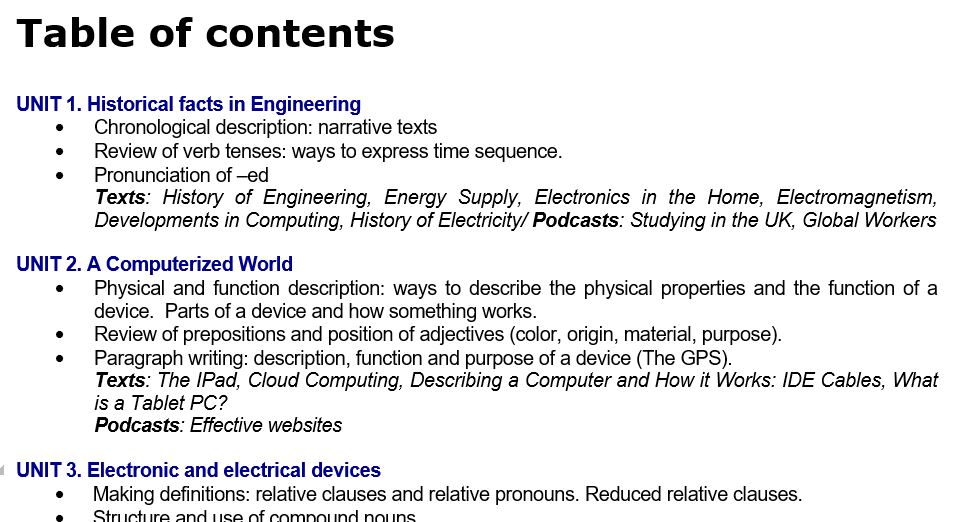 Table of contents
UNIT 1. Historical facts in Engineering
• Chronological description: narrative texts
• Review of verb tenses: ways to express time sequence.
• Pronunciation of –ed
Texts: History of Engineering, Energy Supply, Electronics in the Home, Electromagnetism,
Developments in Computing, History of Electricity/ Podcasts: Studying in the UK, Global Workers
UNIT 2. A Computerized World
• Physical and function description: ways to describe the physical properties and the function of a
device. Parts of a device and how something works.
• Review of prepositions and position of adjectives (color, origin, material, purpose).
• Paragraph writing: description, function and purpose of a device (The GPS).
Texts: The IPad, Cloud Computing, Describing a Computer and How it Works: IDE Cables, What
is a Tablet PC?
Podcasts: Effective websites
UNIT 3. Electronic and electrical devices
• Making definitions: relative clauses and relative pronouns. Reduced relative clauses.
• Structure and use of compound nouns